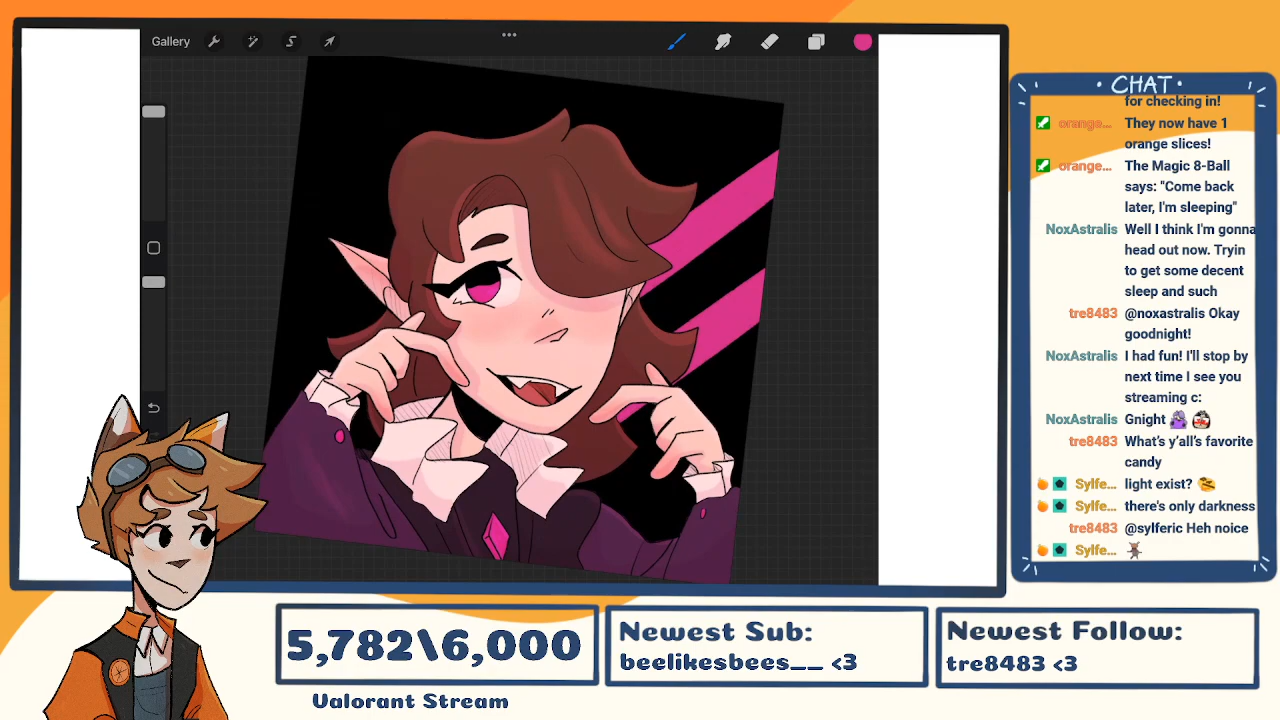 Gallery
• CHAT •
for checking in!
orange... They now have 1
orange slices!
orange... The Magic 8-Ball
says: "Come back
later, I'm sleeping"
NoxAstralis Well I think I'm gonna
head out now. Tryin
to get some decent
sleep and such
tre8483 @noxastralis Okay
goodnight!
NoxAstralis I had fun! I'll stop by
next time I see you
streaming c:
NoxAstralis Gnight
tre8483 What's y'all's favorite
candy
Sylfe... light exist?
Sylfe... there's only darkness
tre8483 @sylferic Heh noice
Sylfe...
5,782\6,000
Valorant Stream
Newest Sub:
beelikesbees__ <3
Newest Follow:
tre8483 <3